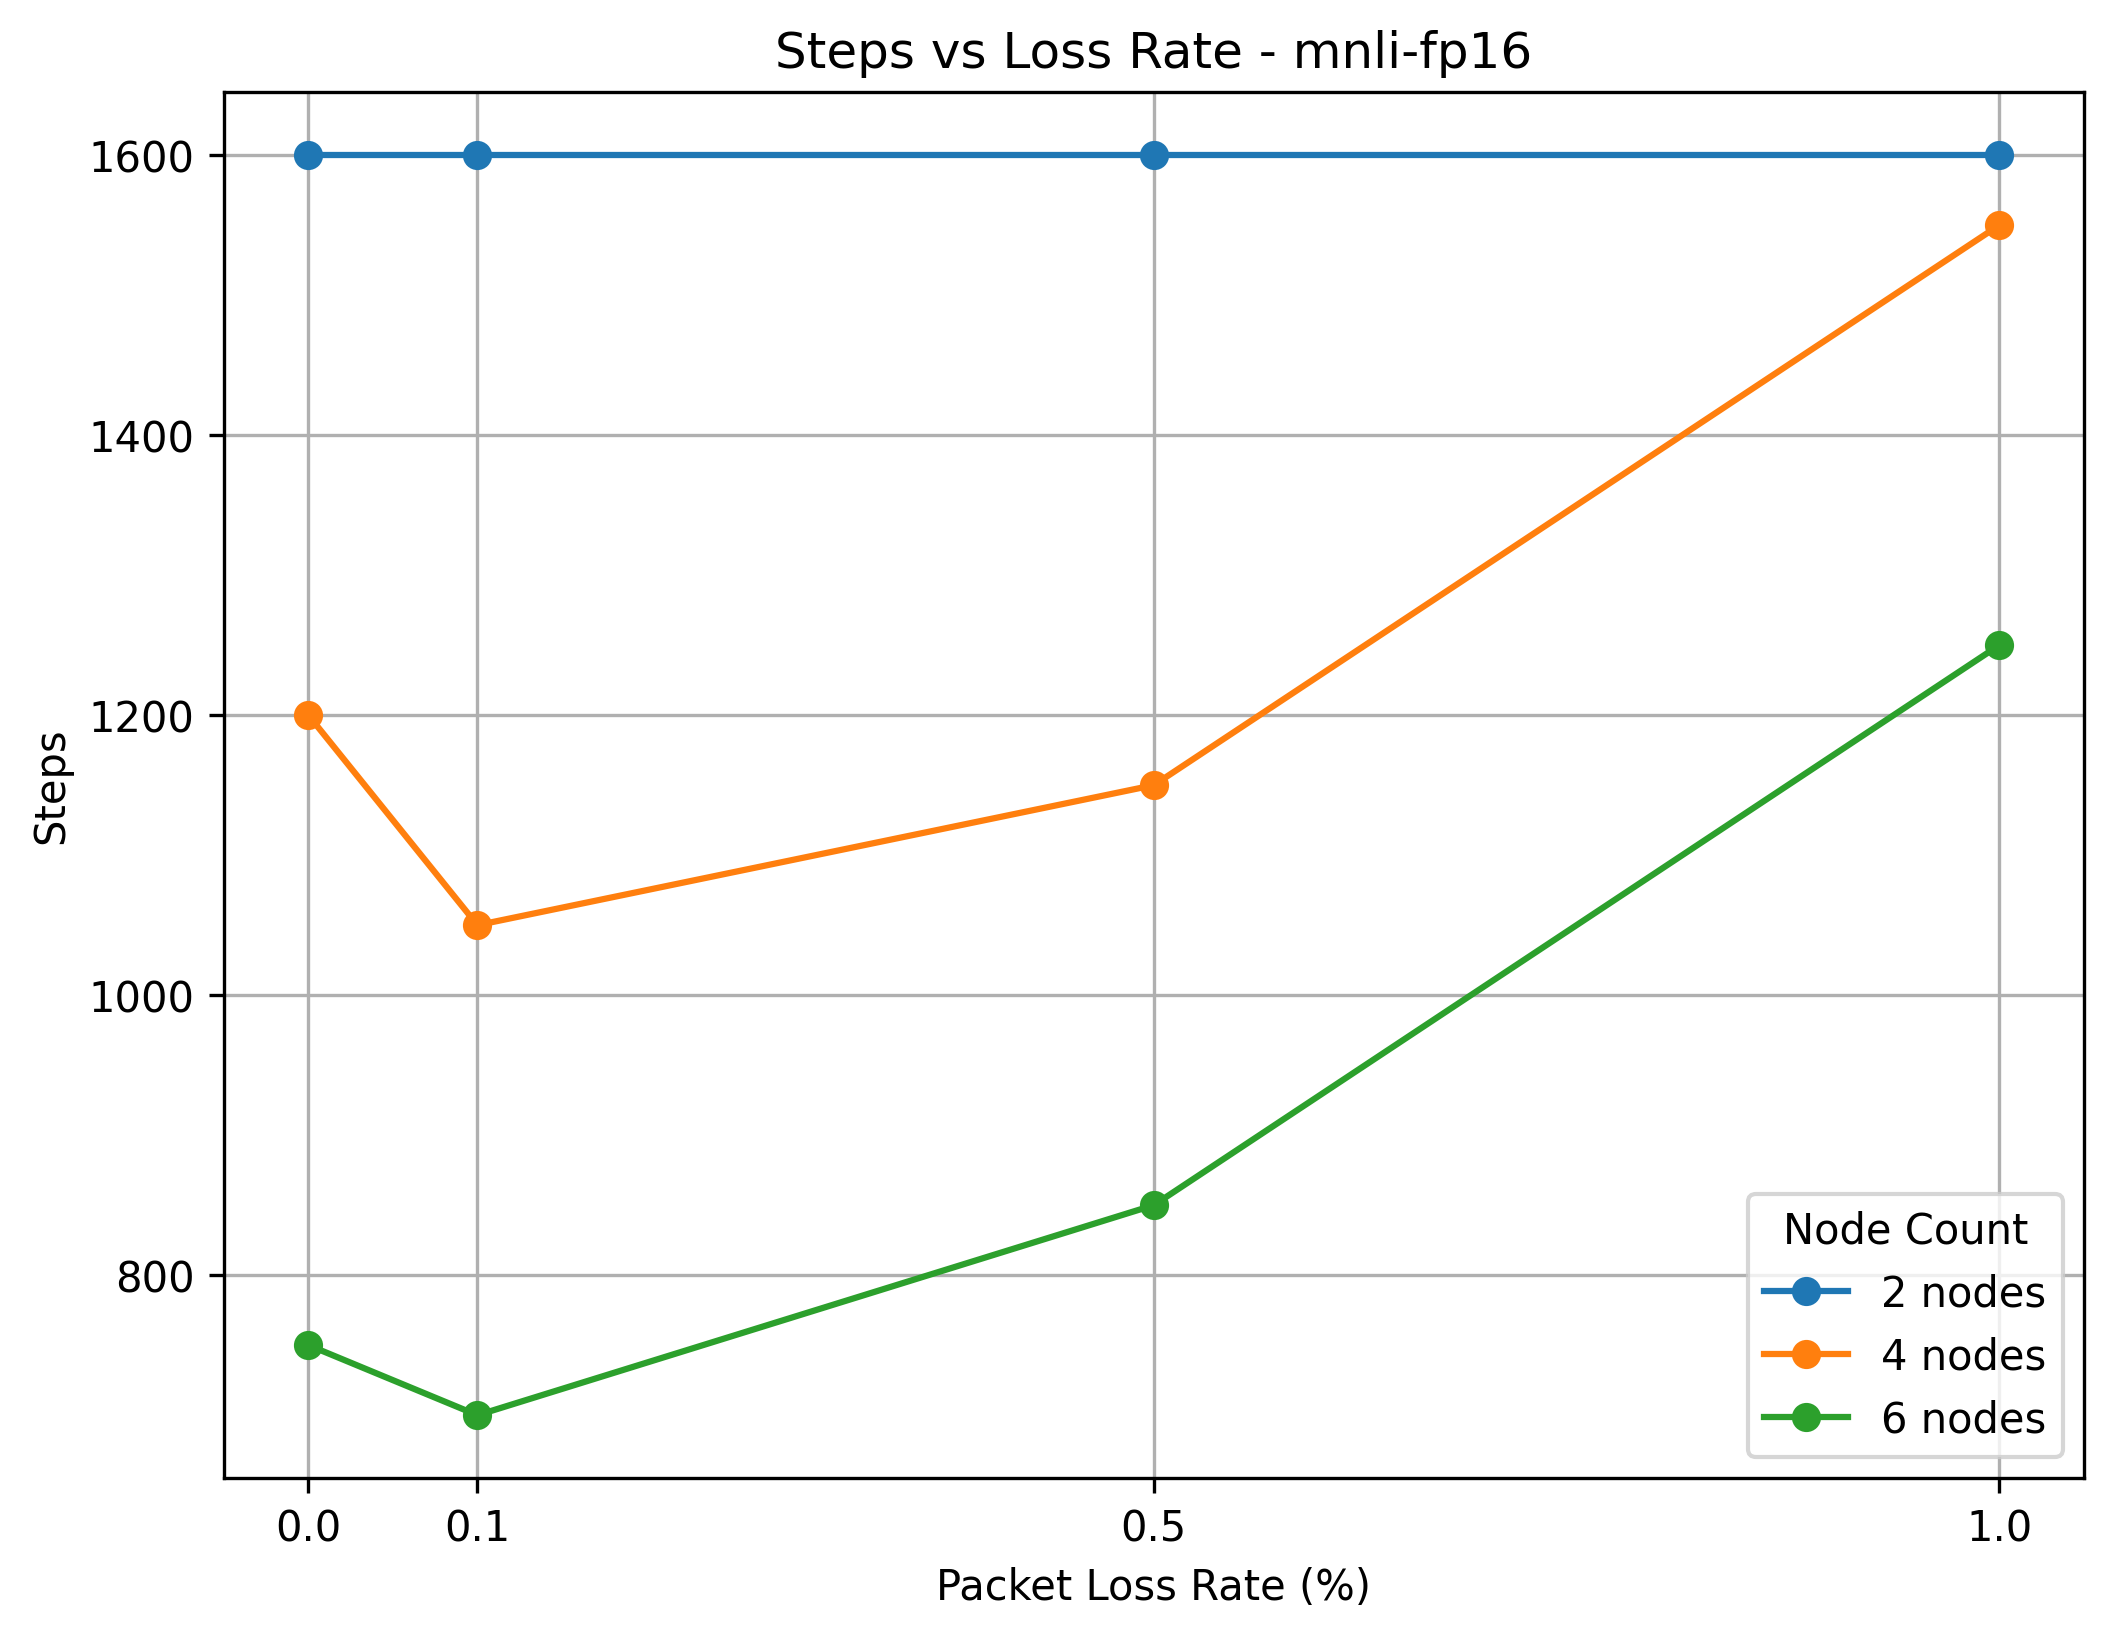 Steps vs Loss Rate - mnli-fp16
1600
1400
1200
1000
800
Steps
0.0 0.1 0.5 1.0
Packet Loss Rate (%)
Node Count
2 nodes
4 nodes
6 nodes